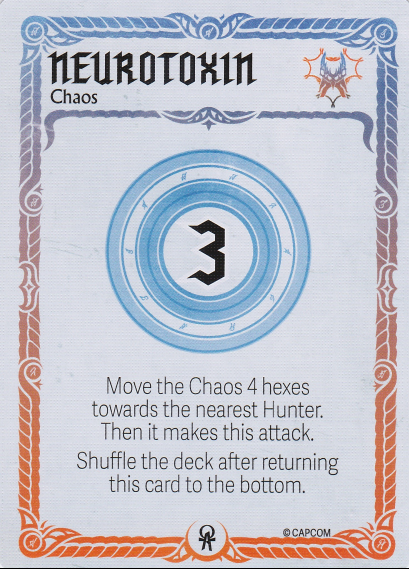 NEUROTOXIN
Chaos
3
Move the Chaos 4 hexes
towards the nearest Hunter.
Then it makes this attack.
Shuffle the deck after returning
this card to the bottom.
© CAPCOM